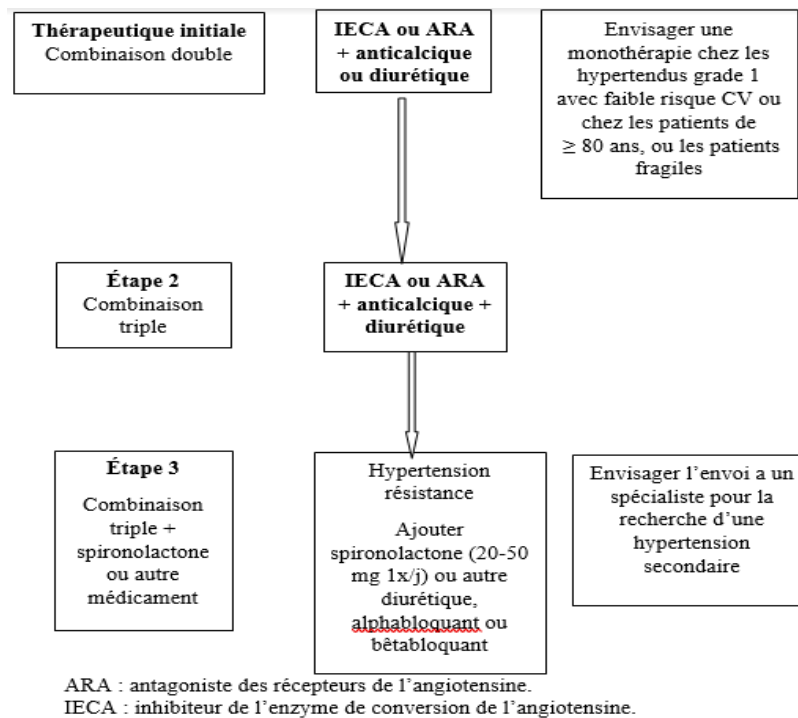 Thérapeutique initiale
Combinaison double
IECA ou ARA
+ anticalcique
ou diurétique
Envisager une
monothérapie chez les
hypertendus grade 1
avec faible risque CV ou
chez les patients de
≥ 80 ans, ou les patients
fragiles
Étape 2
Combinaison
triple
IECA ou ARA
+ anticalcique +
diurétique
Étape 3
Combinaison
triple +
spironolactone
ou autre
médicament
Hypertension
résistance
Ajouter
spironolactone (20-50
mg 1x/j) ou autre
diurétique,
alphabloquant ou
bêtabloquant
Envisager l’envoi a un
spécialiste pour la
recherche d’une
hypertension
secondaire
ARA : antagoniste des récepteurs de l’angiotensine.
IECA : inhibiteur de l’enzyme de conversion de l’angiotensine.